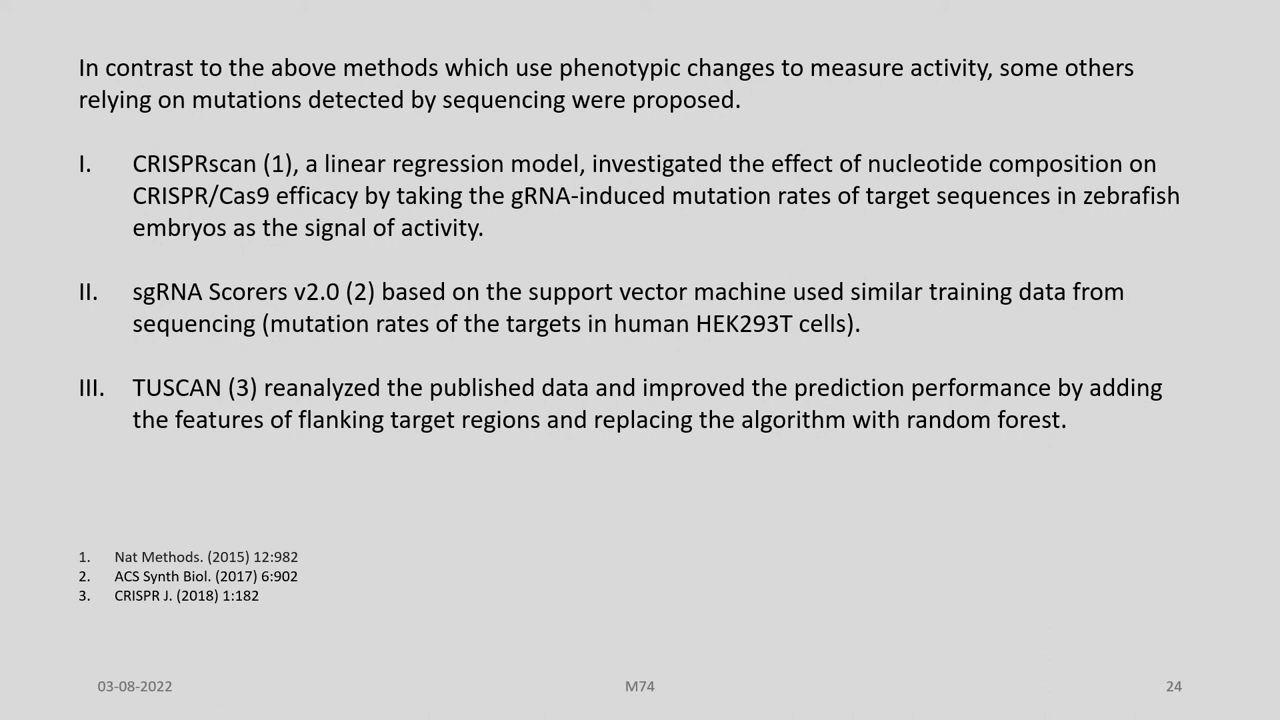 In contrast to the above methods which use phenotypic changes to measure activity, some others
relying on mutations detected by sequencing were proposed.
I. CRISPRscan (1), a linear regression model, investigated the effect of nucleotide composition on
CRISPR/Cas9 efficacy by taking the gRNA-induced mutation rates of target sequences in zebrafish
embryos as the signal of activity.
II. sgRNA Scorers v2.0 (2) based on the support vector machine used similar training data from
sequencing (mutation rates of the targets in human HEK293T cells).
III. TUSCAN (3) reanalyzed the published data and improved the prediction performance by adding
the features of flanking target regions and replacing the algorithm with random forest.
1. Nat Methods. (2015) 12:982
2. ACS Synth Biol. (2017) 6:902
3. CRISPR J. (2018) 1:182
03-08-2022 M74 24